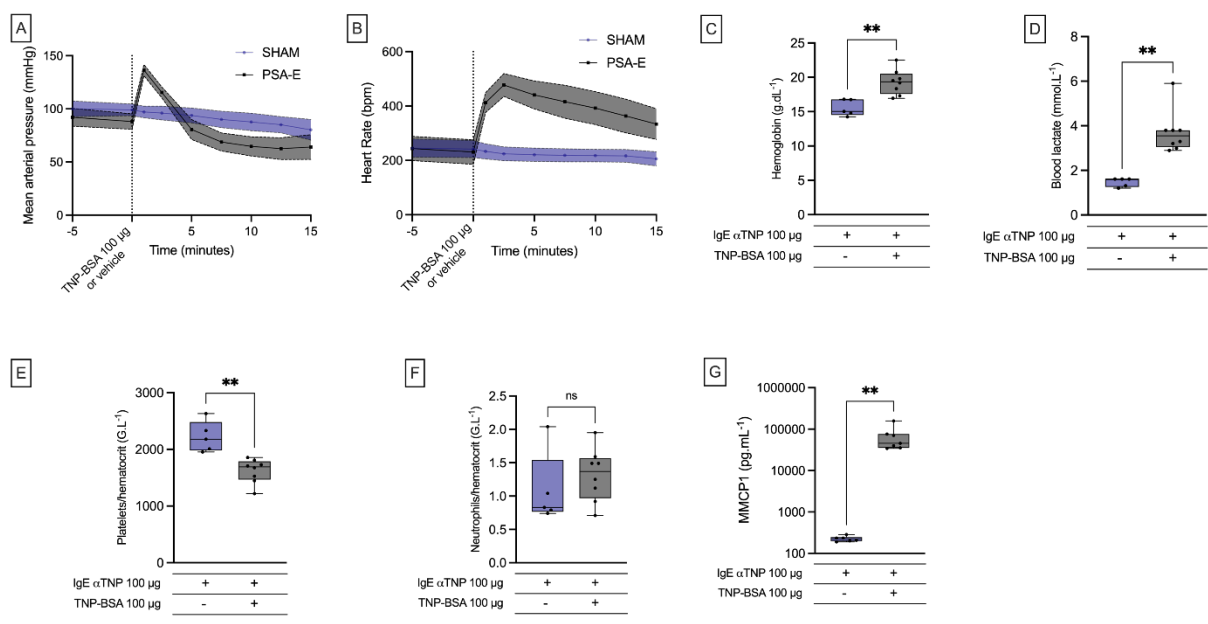 A
Mean arterial pressure (mmHg)
150
100
50
0
-5
0
5
10
15
Time (minutes)
TNP-BSA 100 µg
or vehicle
SHAM
PSA-E
B
Heart Rate (bpm)
600
400
200
0
-5
0
5
10
15
Time (minutes)
TNP-BSA 100 µg
or vehicle
SHAM
PSA-E
C
Hemoglobin (g.dL⁻¹)
25
20
15
10
5
0
**
IgE αTNP 100 µg + +
TNP-BSA 100 µg - +
D
Blood lactate (mmol.L⁻¹)
8
6
4
2
0
**
IgE αTNP 100 µg + +
TNP-BSA 100 µg - +
E
Platelets/hematocrit (G.L⁻¹)
3000
2000
1000
0
**
IgE αTNP 100 µg + +
TNP-BSA 100 µg - +
F
Neutrophils/hematocrit (G.L⁻¹)
2.5
2.0
1.5
1.0
0.5
0.0
ns
IgE αTNP 100 µg + +
TNP-BSA 100 µg - +
G
MMCP1 (pg.mL⁻¹)
1000000
100000
10000
1000
100
**
IgE αTNP 100 µg + +
TNP-BSA 100 µg - +